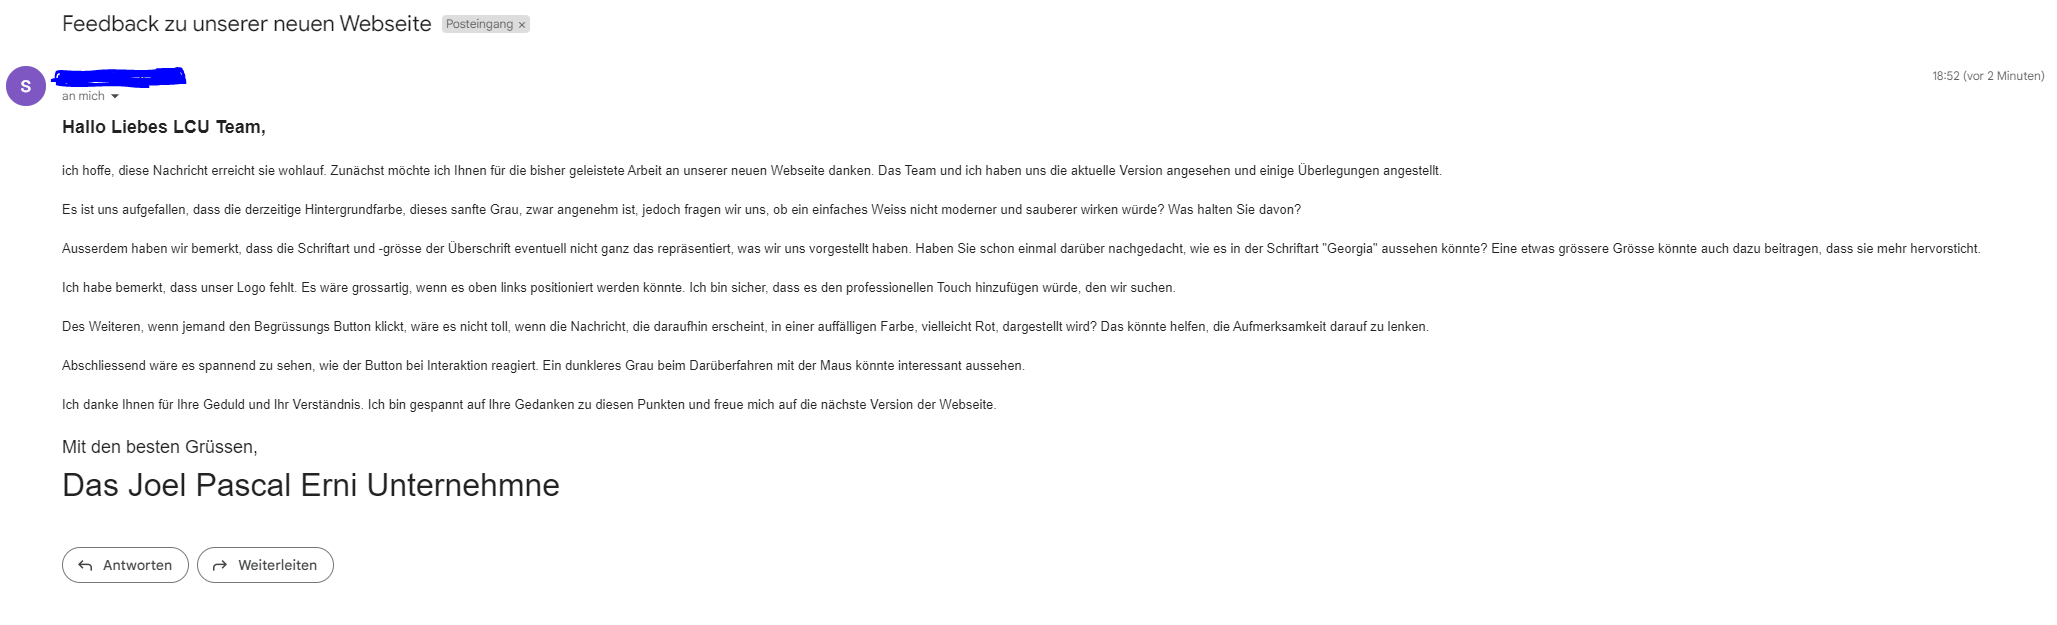 Feedback zu unserer neuen Webseite Posteingang ×
S
18:52 (vor 2 Minuten)
an mich
Hallo Liebes LCU Team,
ich hoffe, diese Nachricht erreicht sie wohlauf. Zunächst möchte ich Ihnen für die bisher geleistete Arbeit an unserer neuen Webseite danken. Das Team und ich haben uns die aktuelle Version angesehen und einige Überlegungen angestellt.
Es ist uns aufgefallen, dass die derzeitige Hintergrundfarbe, dieses sanfte Grau, zwar angenehm ist, jedoch fragen wir uns, ob ein einfaches Weiss nicht moderner und sauberer wirken würde? Was halten Sie davon?
Ausserdem haben wir bemerkt, dass die Schriftart und -grösse der Überschrift eventuell nicht ganz das repräsentiert, was wir uns vorgestellt haben. Haben Sie schon einmal darüber nachgedacht, wie es in der Schriftart "Georgia" aussehen könnte? Eine etwas grössere Grösse könnte auch dazu beitragen, dass sie mehr hervorsticht.
Ich habe bemerkt, dass unser Logo fehlt. Es wäre grossartig, wenn es oben links positioniert werden könnte. Ich bin sicher, dass es den professionellen Touch hinzufügen würde, den wir suchen.
Des Weiteren, wenn jemand den Begrüssungs Button klickt, wäre es nicht toll, wenn die Nachricht, die daraufhin erscheint, in einer auffälligen Farbe, vielleicht Rot, dargestellt wird? Das könnte helfen, die Aufmerksamkeit darauf zu lenken.
Abschliessend wäre es spannend zu sehen, wie der Button bei Interaktion reagiert. Ein dunkleres Grau beim Darüberfahren mit der Maus könnte interessant aussehen.
Ich danke Ihnen für Ihre Geduld und Ihr Verständnis. Ich bin gespannt auf Ihre Gedanken zu diesen Punkten und freue mich auf die nächste Version der Webseite.
Mit den besten Grüssen,
Das Joel Pascal Erni Unternehmne
Antworten Weiterleiten